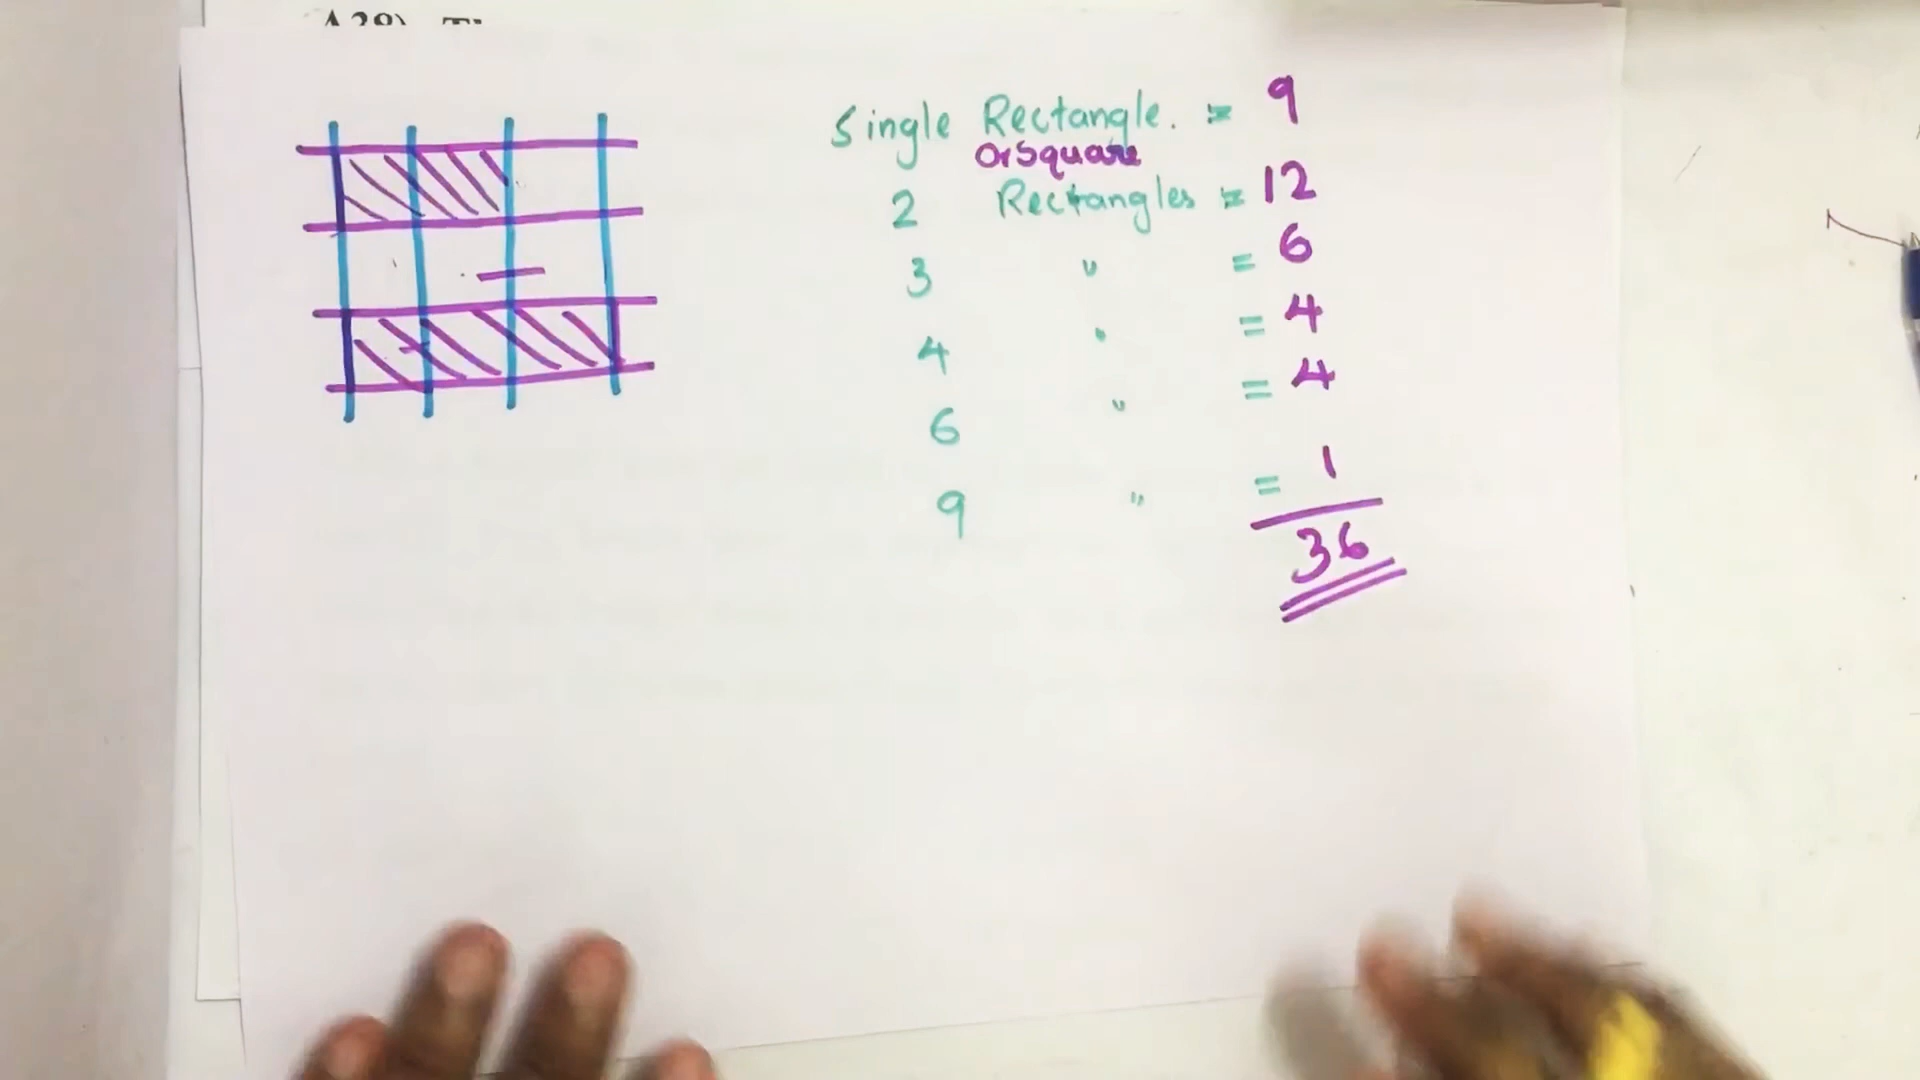 Single Rectangle. = 9
Or Square
2 Rectangles = 12
3 " = 6
4 " = 4
6 " = 4
9 " = 1
36